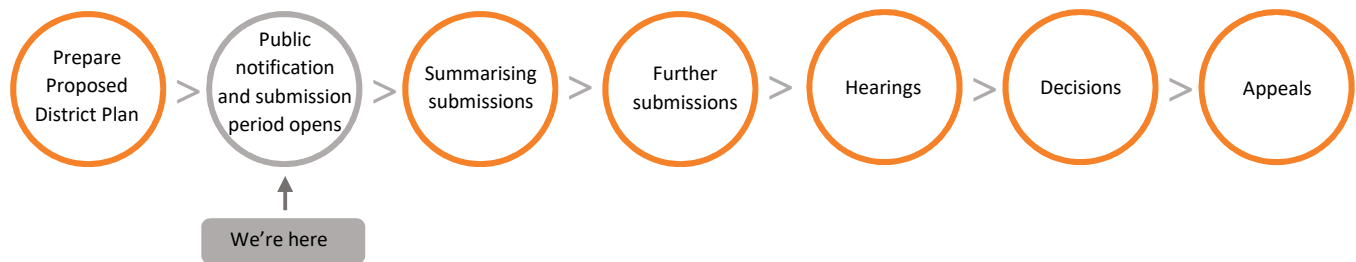 Prepare
Proposed
District Plan
>
Public
notification
and submission
period opens
>
Summarising
submissions
>
Further
submissions
>
Hearings
>
Decisions
>
Appeals
We're here